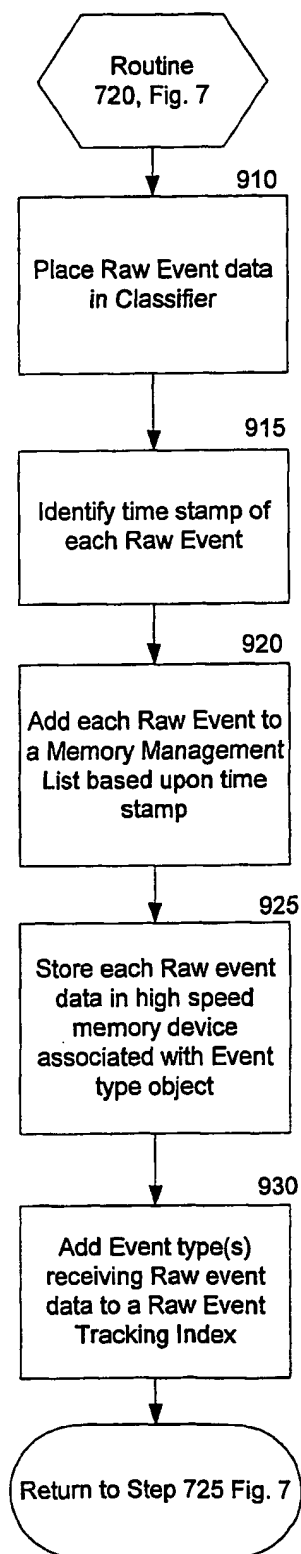 Routine
720, Fig. 7
910
Place Raw Event data
in Classifier
915
Identify time stamp of
each Raw Event
920
Add each Raw Event to
a Memory Management
List based upon time
stamp
925
Store each Raw event
data in high speed
memory device
associated with Event
type object
930
Add Event type(s)
receiving Raw event
data to a Raw Event
Tracking Index
Return to Step 725 Fig. 7